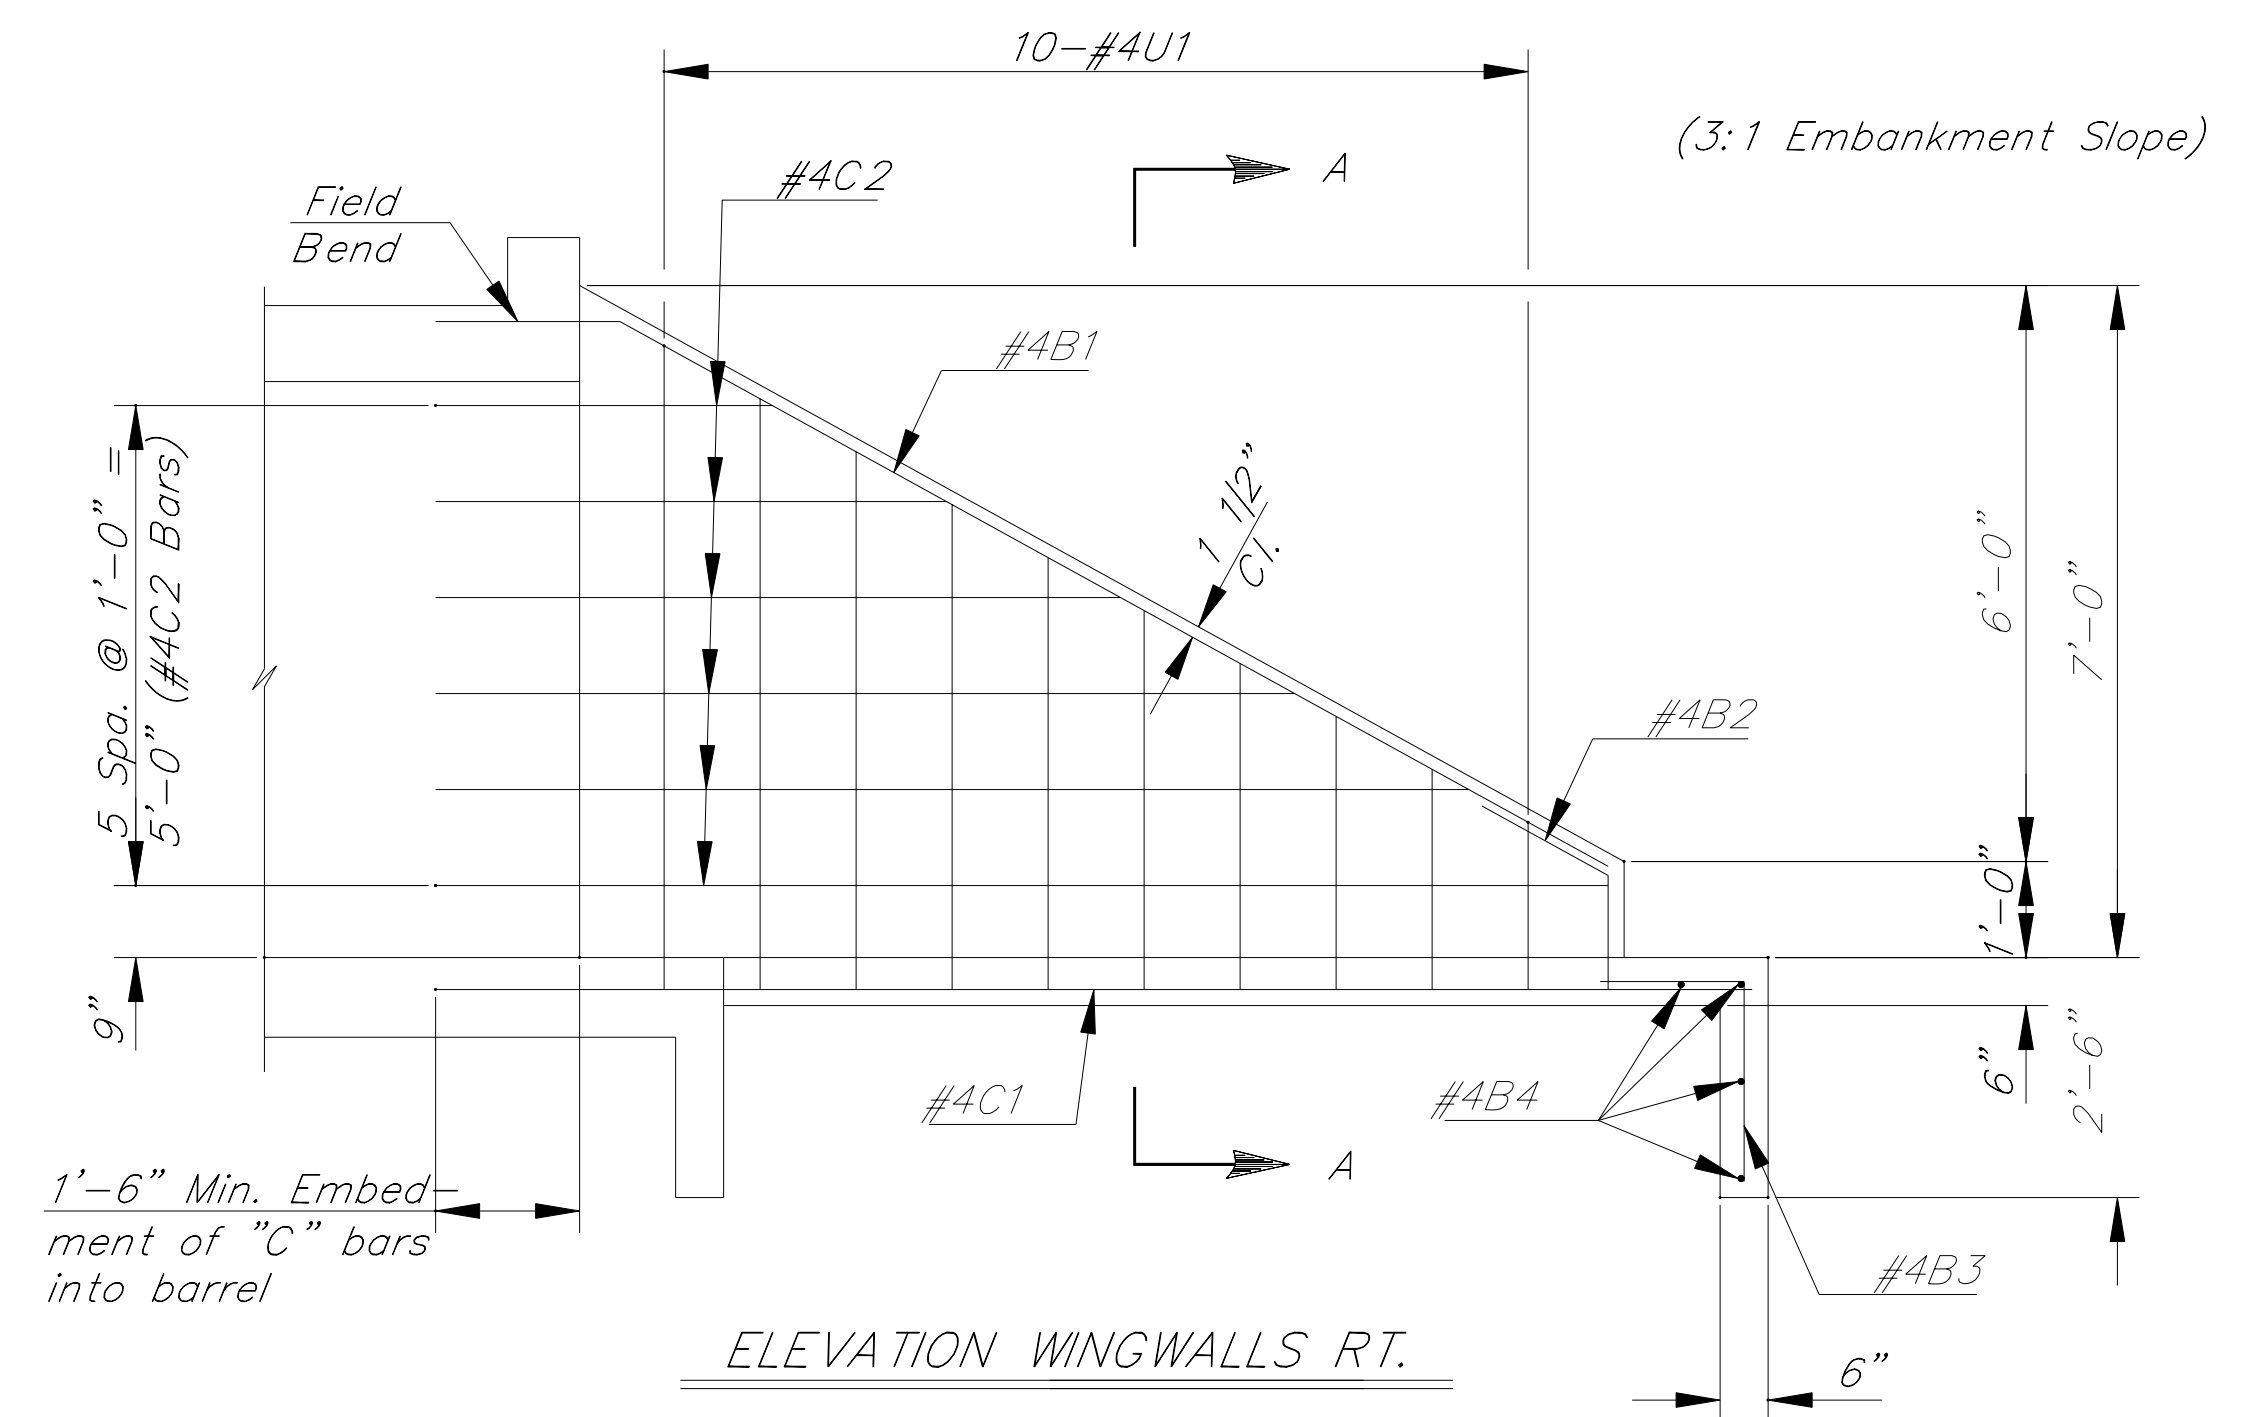 10-#4U1
(3:1 Embankment Slope)
#4C2
A
Field
Bend
#4B1
1 1/2"
Cl.
5 Spa. @ 1'-0" =
5'-0" (#4C2 Bars)
6'-0"
7'-0"
#4B2
1'-0"
9"
6"
2'-6"
#4C1
#4B4
A
1'-6" Min. Embed-
ment of "C" bars
into barrel
#4B3
ELEVATION WINGWALLS RT.
6"